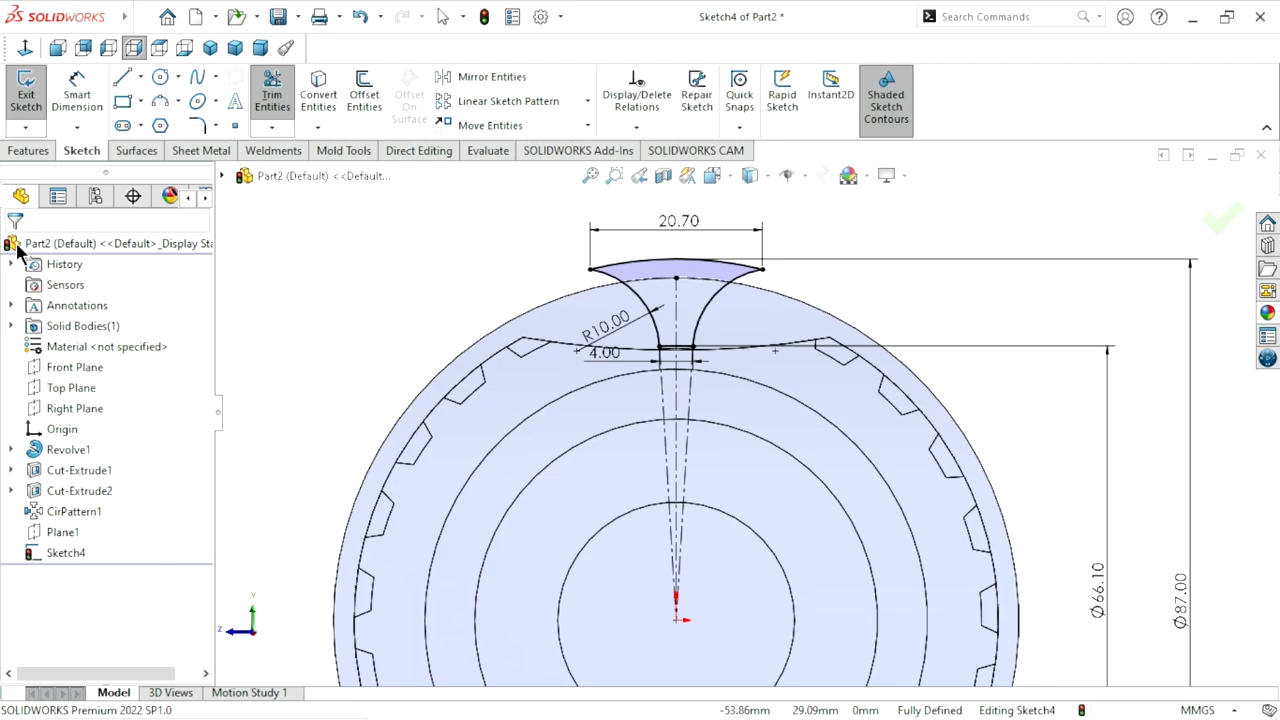 SOLIDWORKS
Sketch4 of Part2 *
Search Commands
Exit Sketch
Smart Dimension
Trim Entities
Convert Entities
Offset Entities
Offset On Surface
Mirror Entities
Linear Sketch Pattern
Move Entities
Display/Delete Relations
Repair Sketch
Quick Snaps
Rapid Sketch
Instant2D
Shaded Sketch Contours
Features
Sketch
Surfaces
Sheet Metal
Weldments
Mold Tools
Direct Editing
Evaluate
SOLIDWORKS Add-Ins
SOLIDWORKS CAM
Part2 (Default) <<Default...
Part2 (Default) <<Default>_Display Sta
History
Sensors
Annotations
Solid Bodies(1)
Material <not specified>
Front Plane
Top Plane
Right Plane
Origin
Revolve1
Cut-Extrude1
Cut-Extrude2
CirPattern1
Plane1
Sketch4
20.70
R10.00
4.00
Ø66.10
Ø87.00
Y
Z
Model
3D Views
Motion Study 1
SOLIDWORKS Premium 2022 SP1.0
-53.86mm
29.09mm
0mm
Fully Defined
Editing Sketch4
MMGS